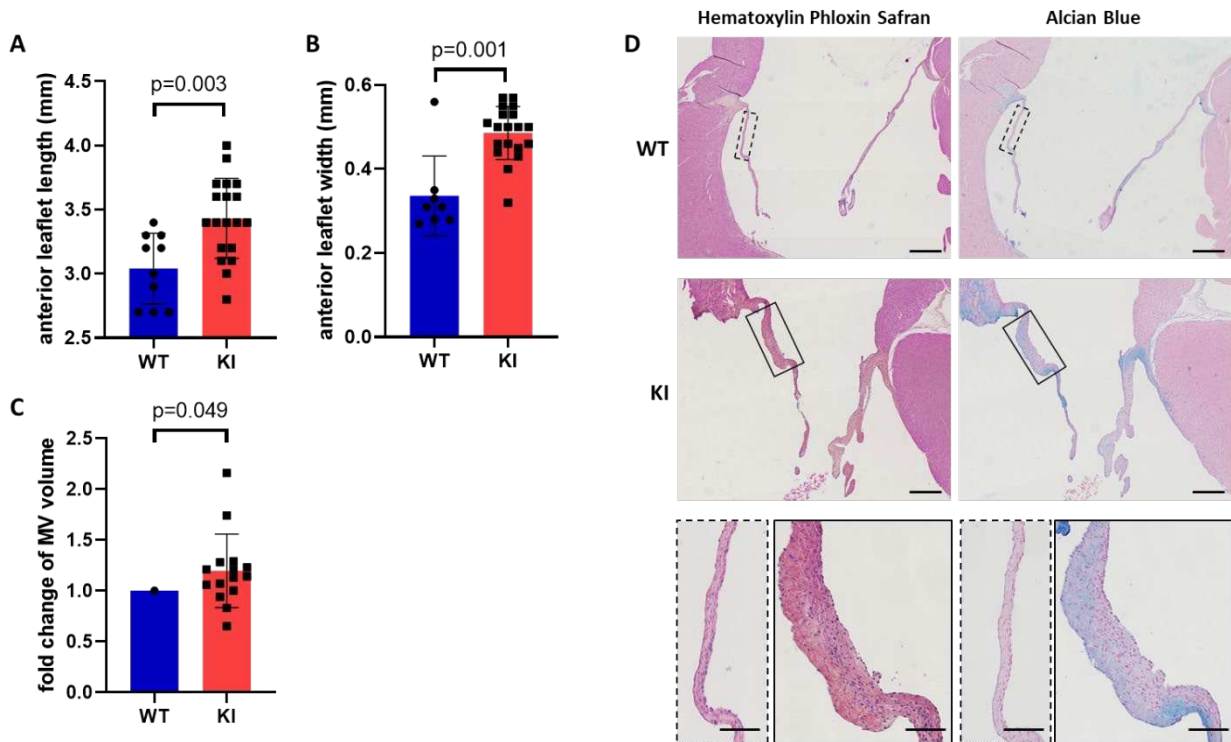 A
p=0.003
anterior leaflet length (mm)
4.5
4.0
3.5
3.0
2.5
WT
KI
B
p=0.001
anterior leaflet width (mm)
0.6
0.4
0.2
0.0
WT
KI
C
p=0.049
fold change of MV volume
2.5
2.0
1.5
1.0
0.5
0.0
WT
KI
D
Hematoxylin Phloxin Safran
Alcian Blue
WT
KI